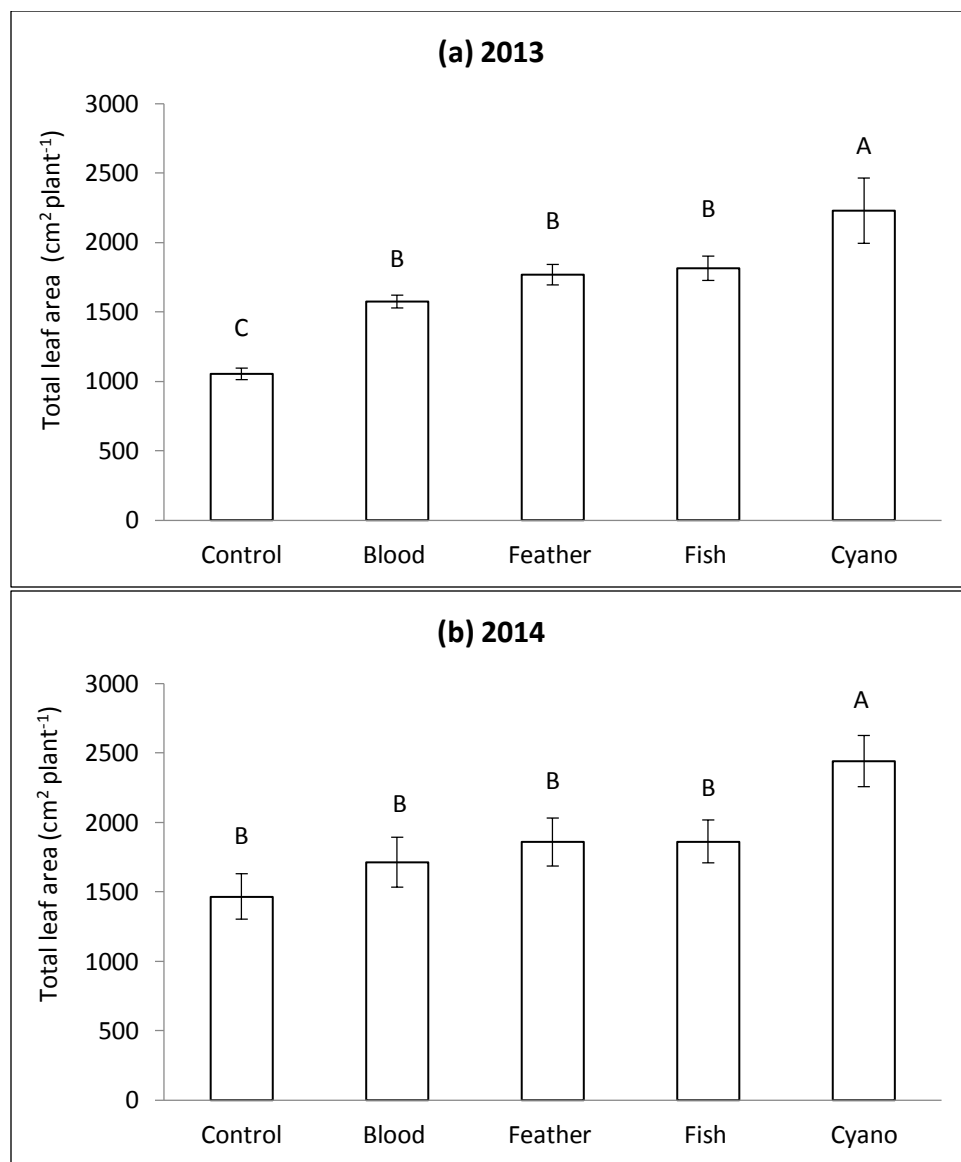 (a) 2013
Total leaf area (cm² plant⁻¹)
3000
2500
2000
1500
1000
500
0
C
B
B
B
A
Control Blood Feather Fish Cyano
(b) 2014
Total leaf area (cm² plant⁻¹)
3000
2500
2000
1500
1000
500
0
B
B
B
B
A
Control Blood Feather Fish Cyano